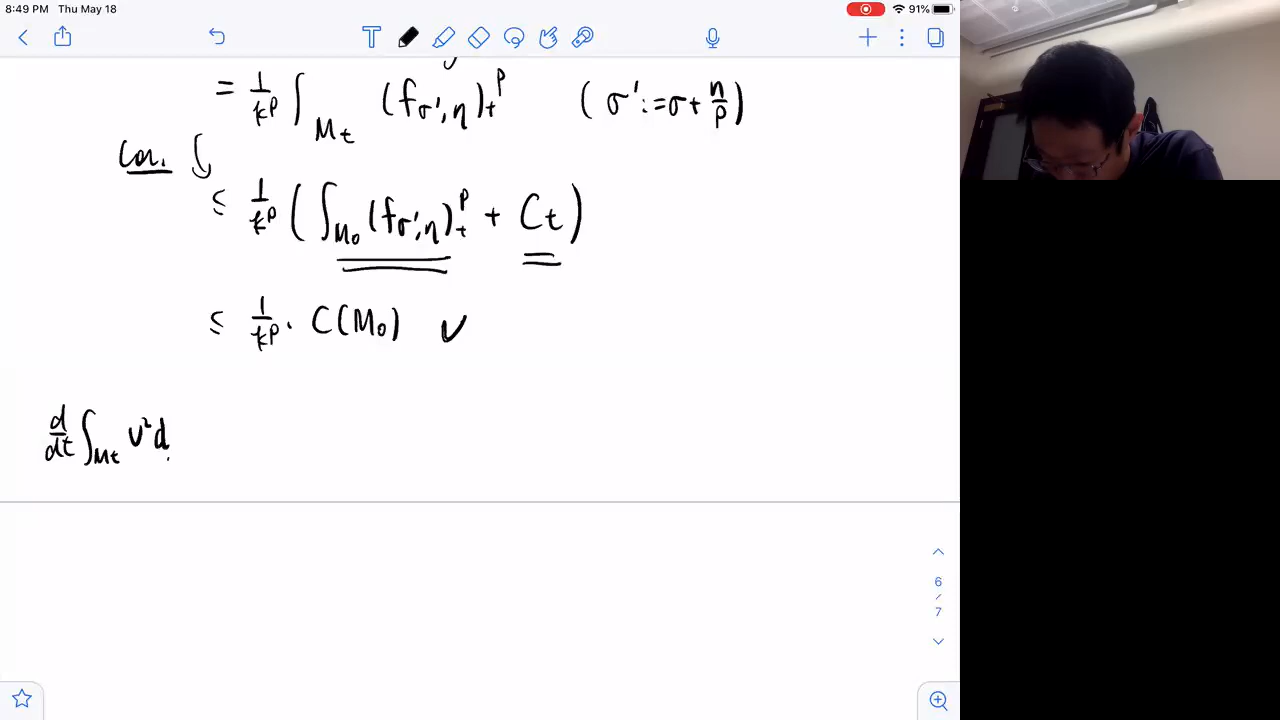 8:49 PM Thu May 18 91%
T
= 1/k^p ∫_{M_t} (f_{σ',η})_+^p (σ' := σ + n/p)
Cor.
≤ 1/k^p (∫_{M_0} (f_{σ',η})_+^p + Ct)
≤ 1/k^p · C(M_0) ✓
d/dt ∫_{M_t} v² d
6
/
7